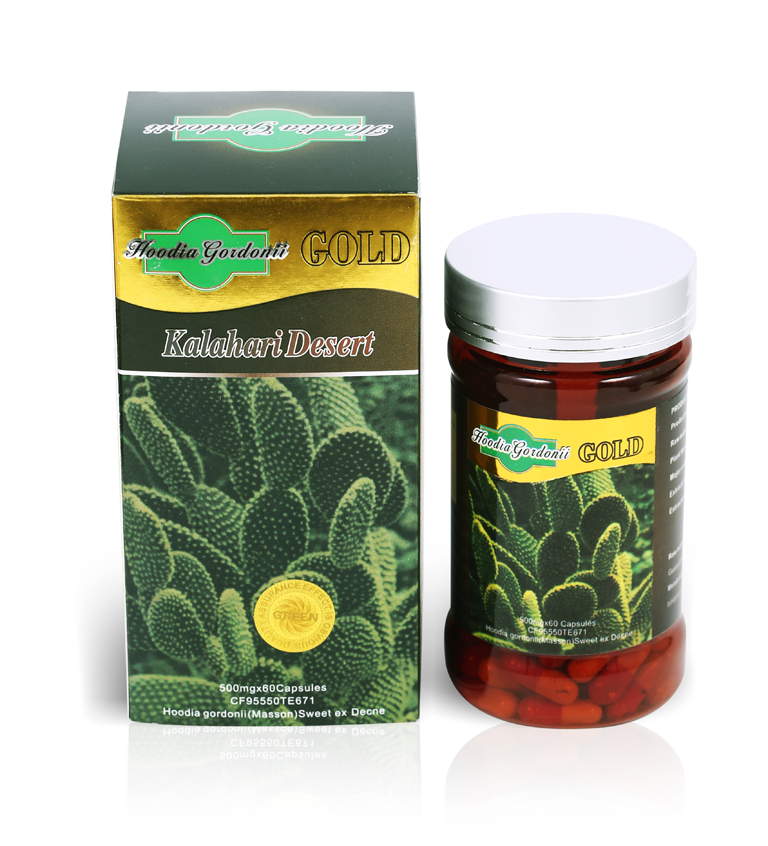 Hoodia Gordonii
Hoodia Gordonii GOLD
Kalahari Desert
GREEN
500mgx60Capsules
CF95550TE671
Hoodia gordonii(Masson)Sweet ex Decne
Hoodia Gordonii GOLD
500mgx60 Capsules
CF95550TE671
Hoodia gordonii(Masson)Sweet ex Decne